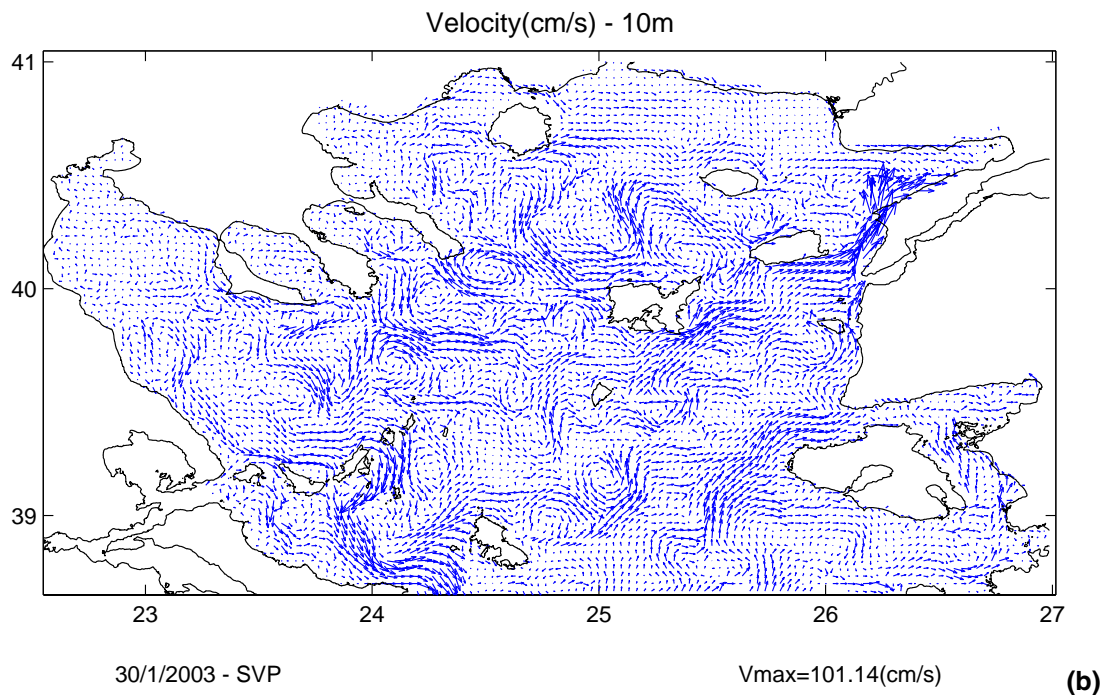 Velocity(cm/s) - 10m
41
40
39
23 24 25 26 27
30/1/2003 - SVP Vmax=101.14(cm/s) (b)